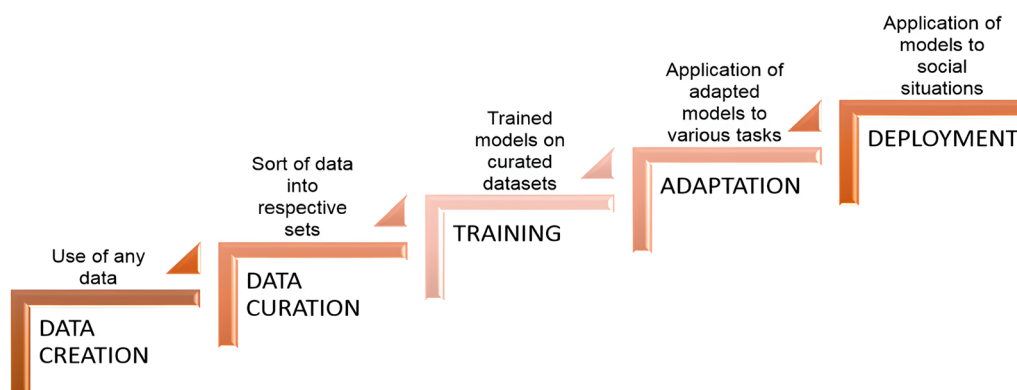 Use of any
data
DATA
CREATION
Sort of data
into
respective
sets
DATA
CURATION
Trained
models on
curated
datasets
TRAINING
Application of
adapted
models to
various tasks
ADAPTATION
Application of
models to
social
situations
DEPLOYMENT